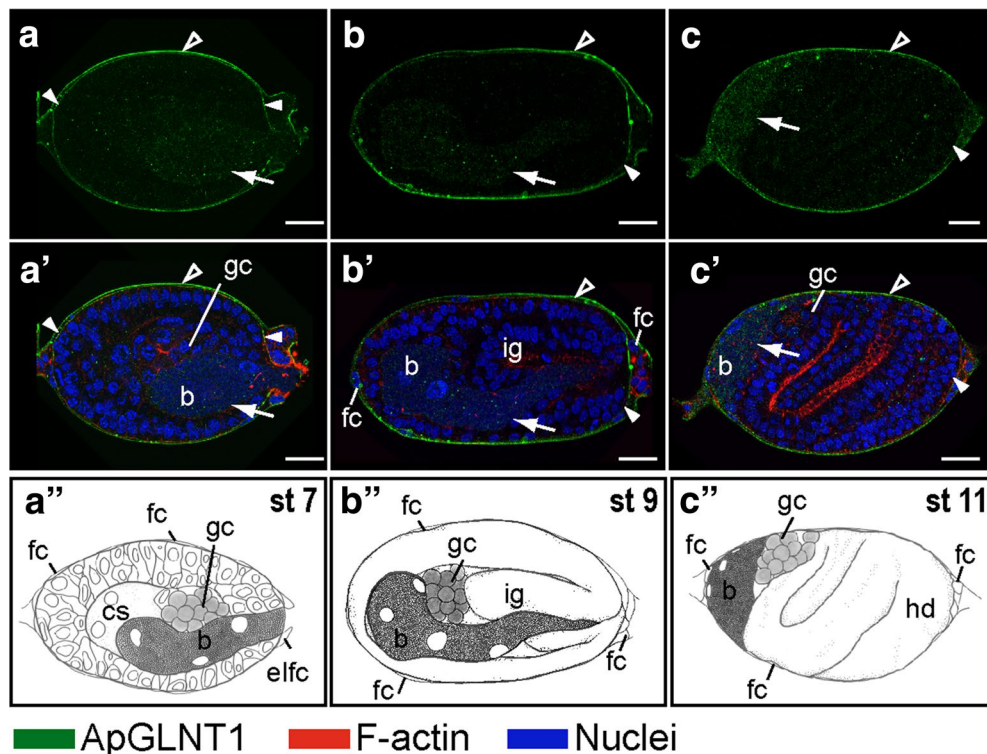 a
b
c
a'
gc
b
b'
b
ig
fc
fc
c'
gc
b
a"
st 7
fc
fc
gc
cs
b
elfc
b"
st 9
fc
gc
ig
b
fc
fc
c"
st 11
gc
fc
b
fc
hd
fc
ApGLNT1 F-actin Nuclei